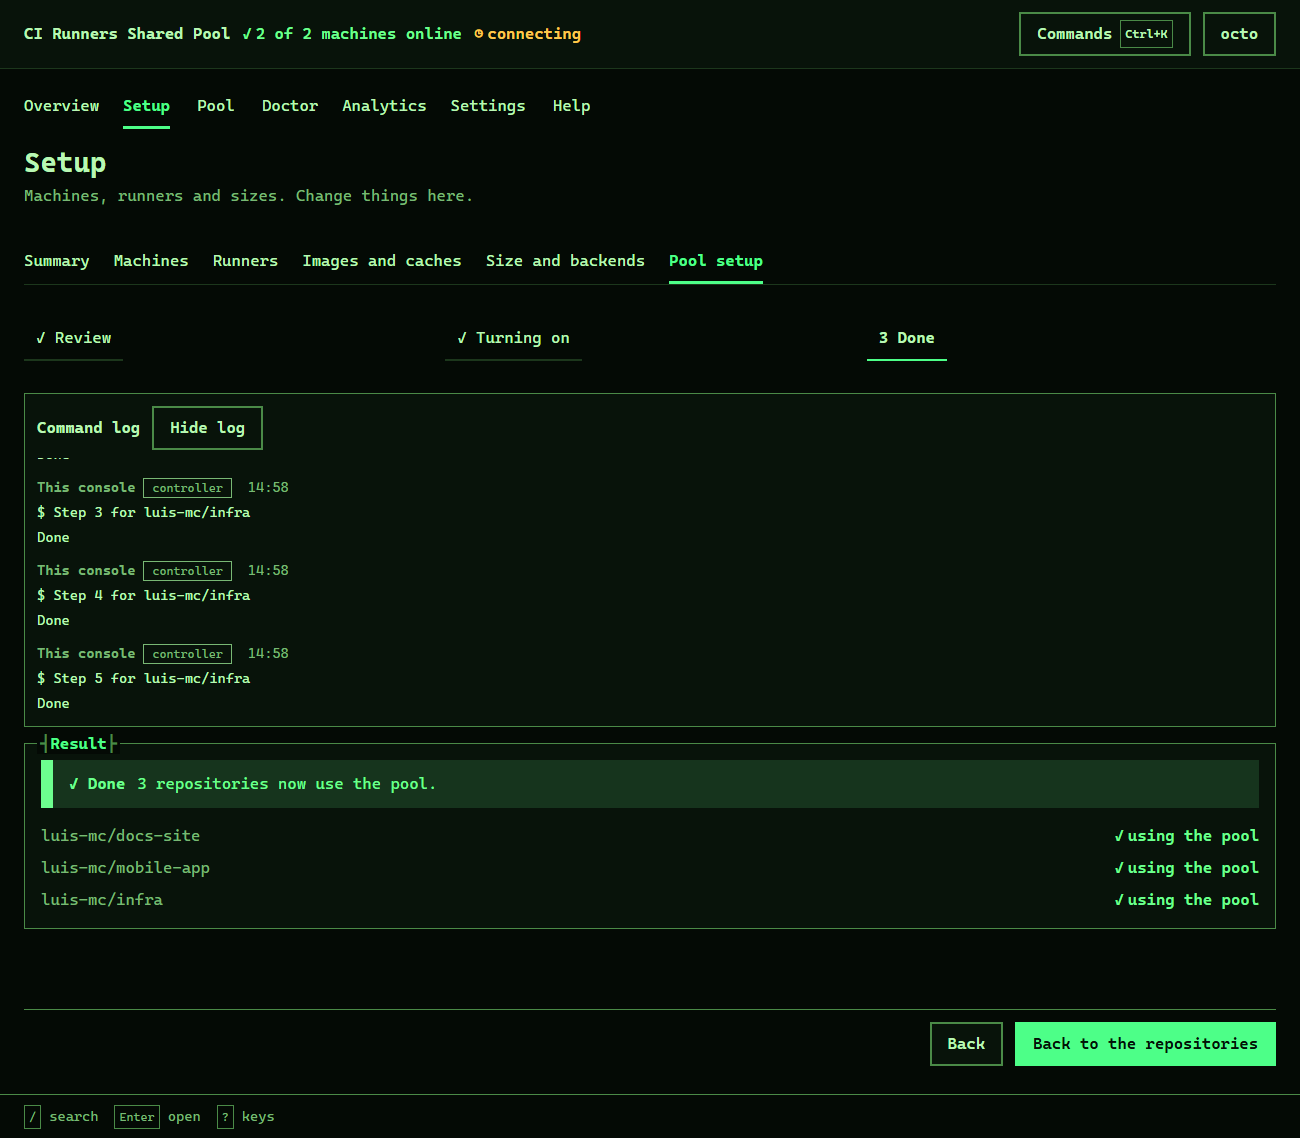 CI Runners Shared Pool ✓ 2 of 2 machines online connecting
Commands Ctrl+K octo
Overview Setup Pool Doctor Analytics Settings Help
Setup
Machines, runners and sizes. Change things here.
Summary Machines Runners Images and caches Size and backends Pool setup
✓ Review ✓ Turning on 3 Done
Command log Hide log
This console controller 14:58
$ Step 3 for luis-mc/infra
Done
This console controller 14:58
$ Step 4 for luis-mc/infra
Done
This console controller 14:58
$ Step 5 for luis-mc/infra
Done
Result
✓ Done 3 repositories now use the pool.
luis-mc/docs-site ✓ using the pool
luis-mc/mobile-app ✓ using the pool
luis-mc/infra ✓ using the pool
Back Back to the repositories
/ search Enter open ? keys